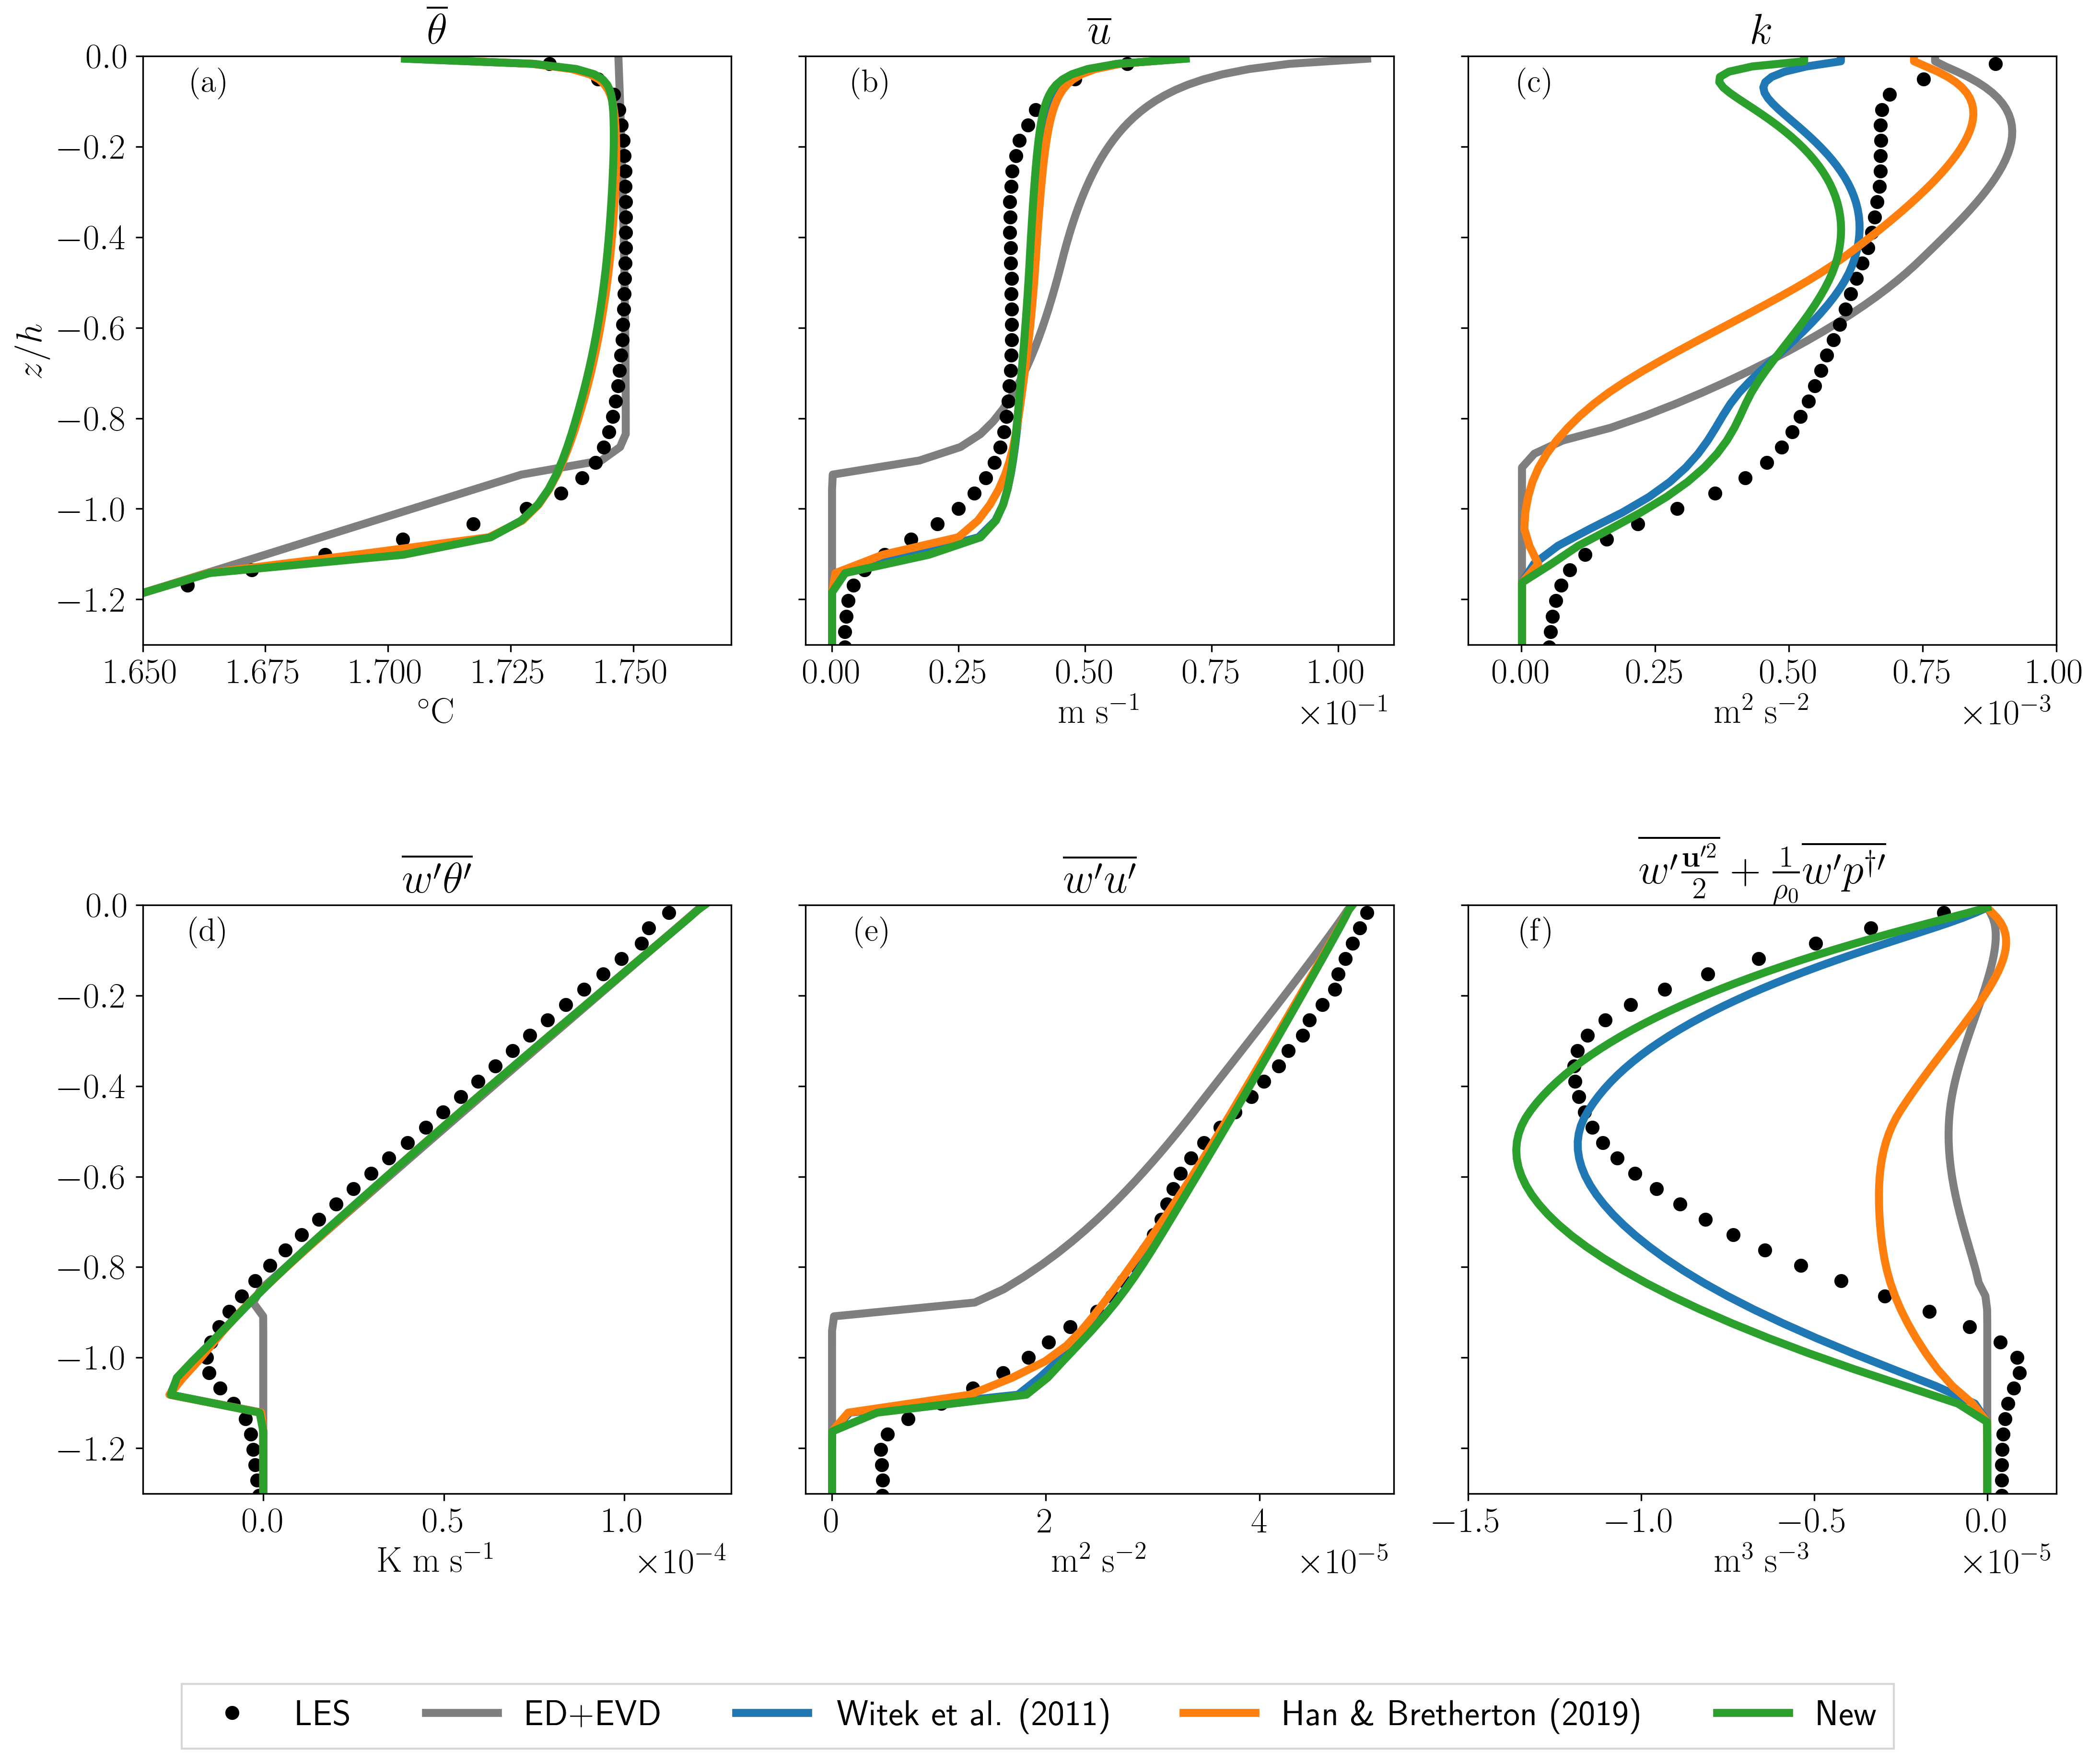 θ̅
u̅
k
(a)
(b)
(c)
z/h
0.0
−0.2
−0.4
−0.6
−0.8
−1.0
−1.2
1.650 1.675 1.700 1.725 1.750
°C
0.00 0.25 0.50 0.75 1.00
m s⁻¹ ×10⁻¹
0.00 0.25 0.50 0.75 1.00
m² s⁻² ×10⁻³
w′θ′
w′u′
w′ u′²/2 + 1/ρ₀ w′p†′
(d)
(e)
(f)
0.0
−0.2
−0.4
−0.6
−0.8
−1.0
−1.2
0.0 0.5 1.0
K m s⁻¹ ×10⁻⁴
0 2 4
m² s⁻² ×10⁻⁵
−1.5 −1.0 −0.5 0.0
m³ s⁻³ ×10⁻⁵
LES ED+EVD Witek et al. (2011) Han & Bretherton (2019) New